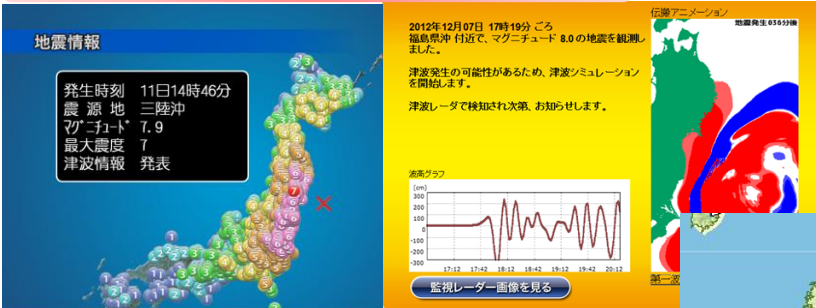 地震情報
発生時刻 11日14時46分
震源地 三陸沖
マグニチュード 7.9
最大震度 7
津波情報 発表
2012年12月07日 17時19分 ごろ
福島県沖 付近で、マグニチュード 8.0 の地震を観測し
ました。
津波発生の可能性があるため、津波シミュレーション
を開始します。
津波レーダで検知され次第、お知らせします。
波高グラフ
[cm]
300
200
100
0
-100
-200
-300
17:12 17:42 18:12 18:42 19:12 19:42 20:12
監視レーダー画像を見る
伝搬アニメーション
地震発生036分後
第一波